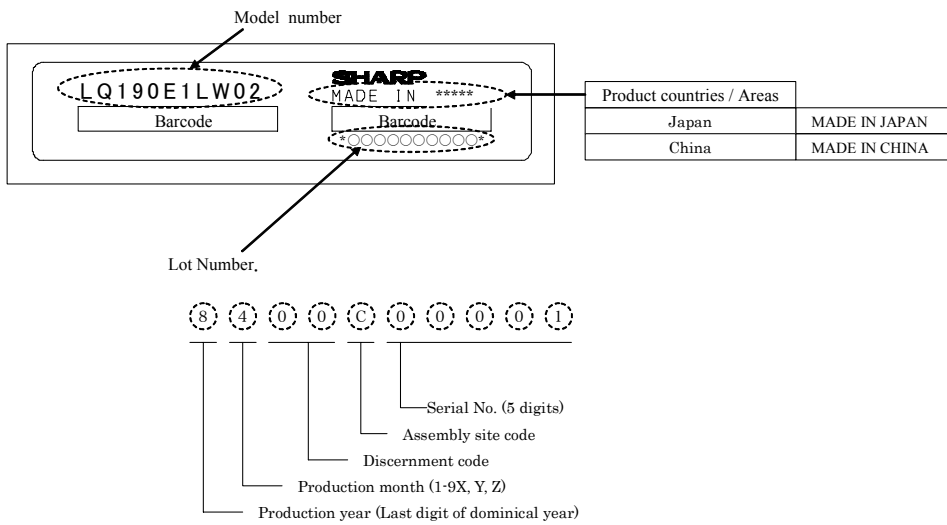 Model number
SHARP
LQ190E1LW02
MADE IN *****
Barcode
Barcode
*○○○○○○○○○○*
Product countries / Areas
Japan MADE IN JAPAN
China MADE IN CHINA
Lot Number.
8 4 0 0 C 0 0 0 0 1
Serial No. (5 digits)
Assembly site code
Discernment code
Production month (1-9X, Y, Z)
Production year (Last digit of dominical year)